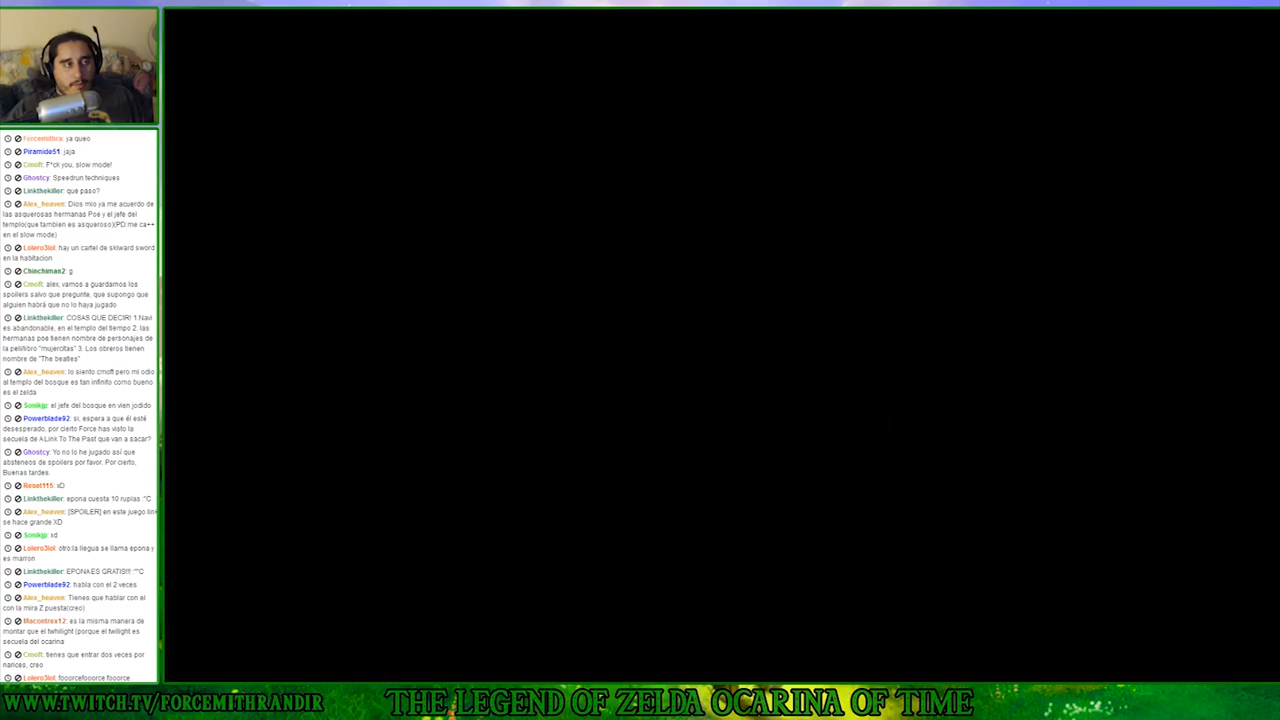 Forcemithra: ya queo
Piramide51: jaja
Cmoft: F*ck you, slow mode!
Ghostcy: Speedrun techniques
Linkthekiller: qué paso?
Alex_heaven: Dios mio ya me acuerdo de
las asquerosas hermanas Poe y el jefe del
templo(que tambien es asqueroso)(PD:me ca++
en el slow mode)
Lolero3lol: hay un cartel de skiward sword
en la habitacion
Chinchiman2: g
Cmoft: alex, vamos a guardarnos los
spoilers salvo que pregunte, que supongo que
alguien habrá que no lo haya jugado
Linkthekiller: COSAS QUE DECIR! 1.Navi
es abandonable, en el templo del tiempo 2. las
hermanas poe tienen nombre de personajes de
la peli/libro "mujercitas" 3. Los obreros tienen
nombre de "The beatles"
Alex_heaven: lo siento cmoft pero mi odio
al templo del bosque es tan infinito como bueno
es el zelda
Sonikjp: el jefe del bosque en vien jodido
Powerblade92: si, espera a que él esté
desesperado, por cierto Force has visto la
secuela de A Link To The Past que van a sacar?
Ghostcy: Yo no lo he jugado así que
absteneos de spoilers por favor. Por cierto,
Buenas tardes.
Reset115: xD
Linkthekiller: epona cuesta 10 rupias :"C
Alex_heaven: [SPOILER] en este juego link
se hace grande XD
Sonikjp: xd
Lolero3lol: otro:la llegua se llama epona y
es marron
Linkthekiller: EPONA ES GRATIS!!! :""C
Powerblade92: habla con el 2 veces
Alex_heaven: Tienes que hablar con el
con la mira Z puesta(creo)
Macontrex12: es la misma manera de
montar que el twhilight (porque el twilight es
secuela del ocarina
Cmoft: tienes que entrar dos veces por
narices, creo
Lolero3lol: fooorcefooorce fooorce
WWW.TWITCH.TV/FORCEMITHRANDIR
THE LEGEND OF ZELDA OCARINA OF TIME